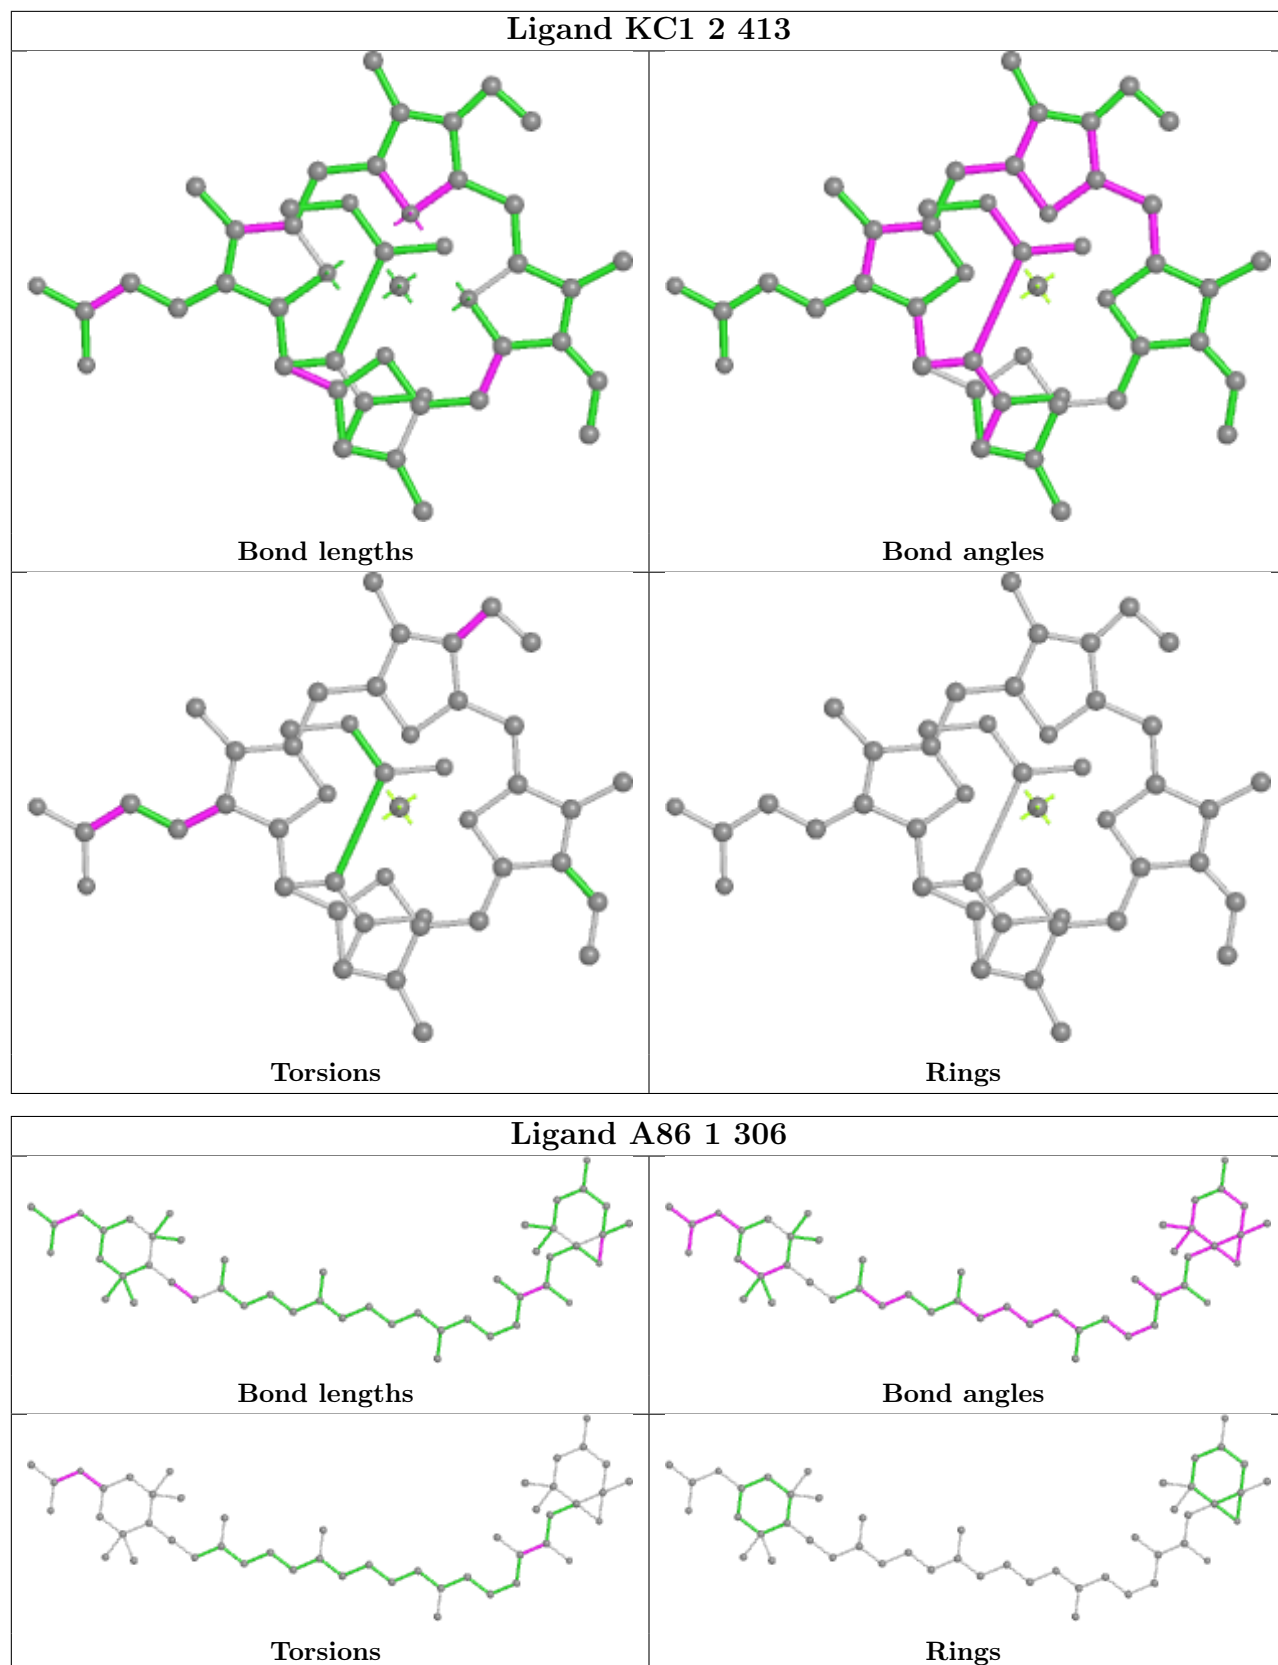 Ligand KC1 2 413
Bond lengths
Bond angles
Torsions
Rings
Ligand A86 1 306
Bond lengths
Bond angles
Torsions
Rings